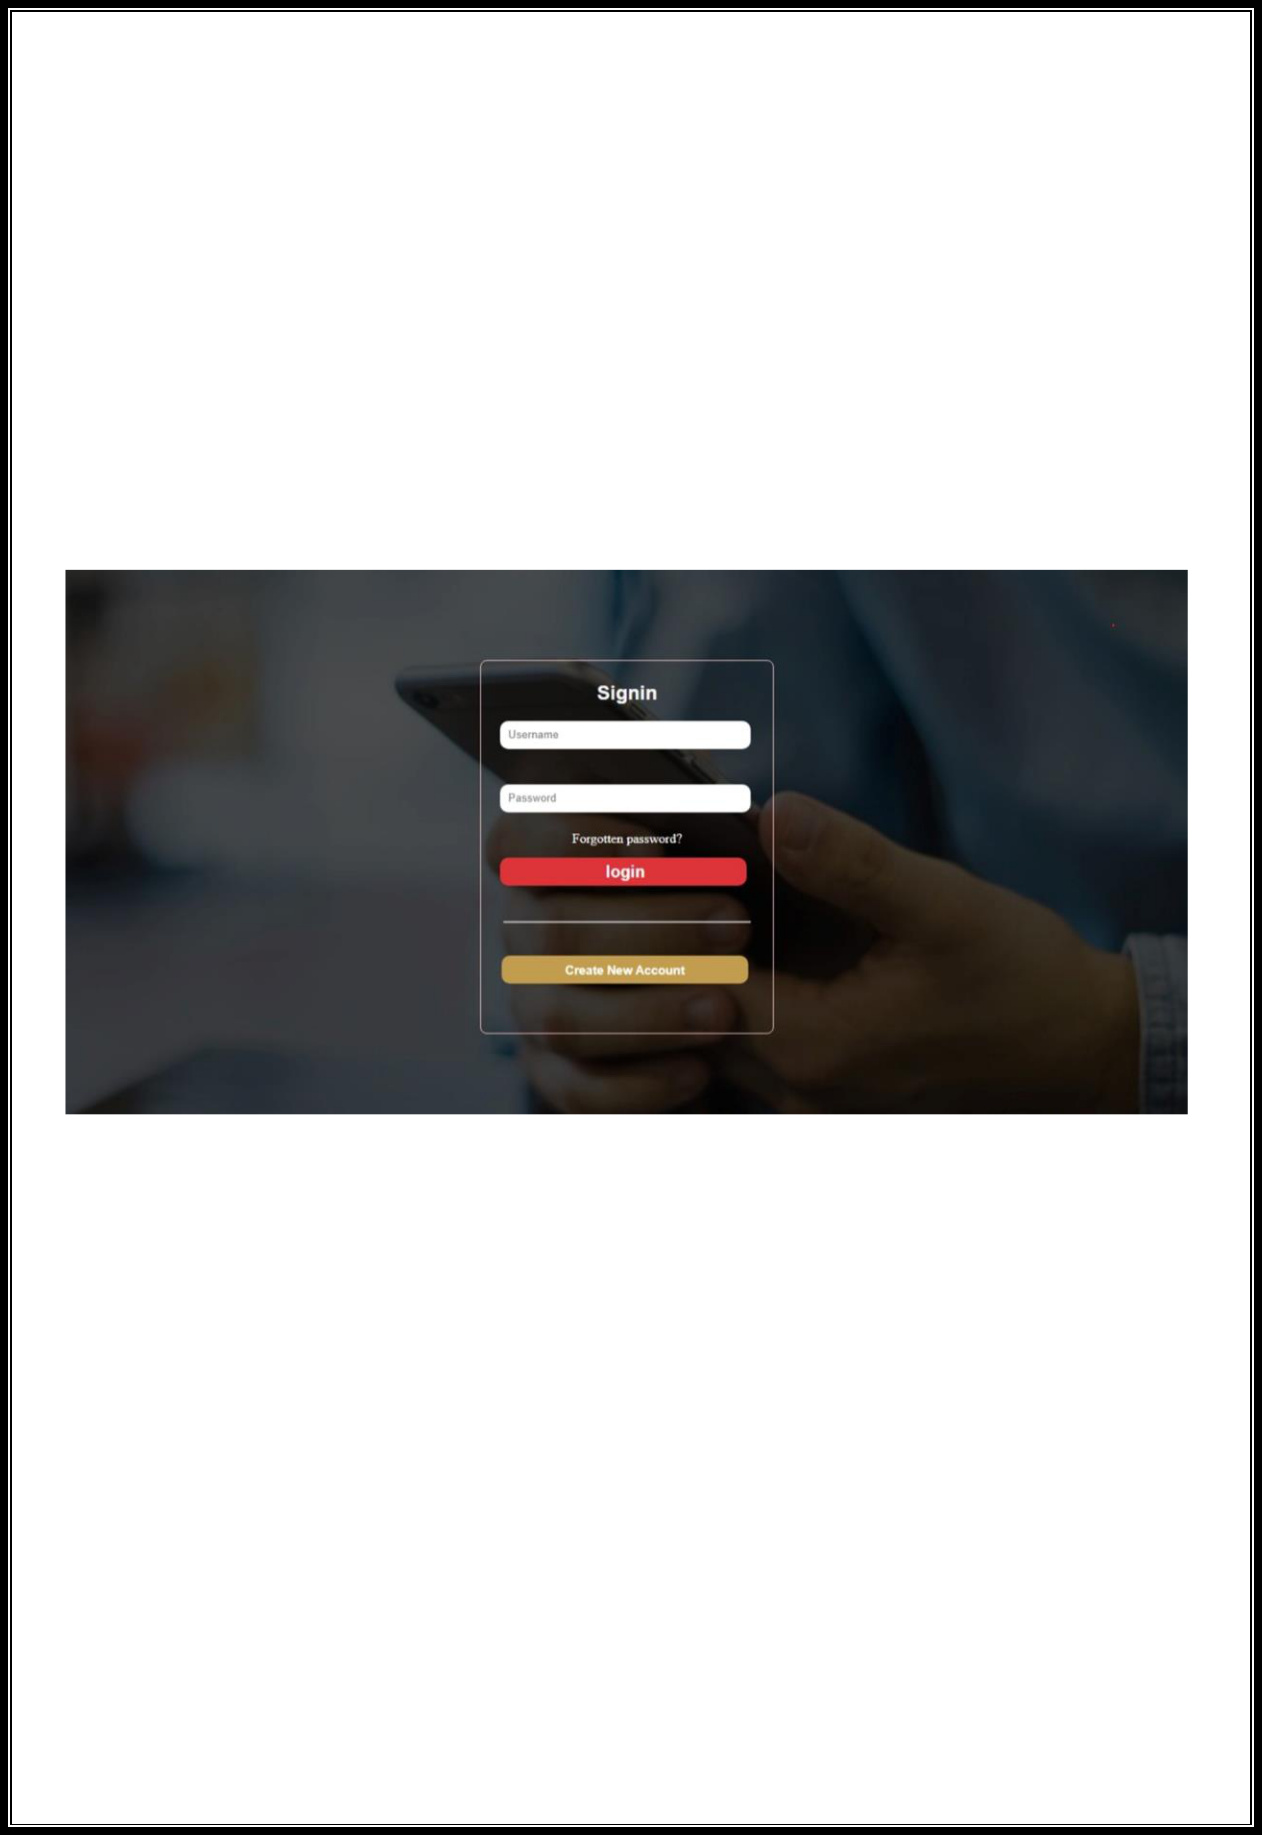 Signin
Username
Password
Forgotten password?
login
Create New Account